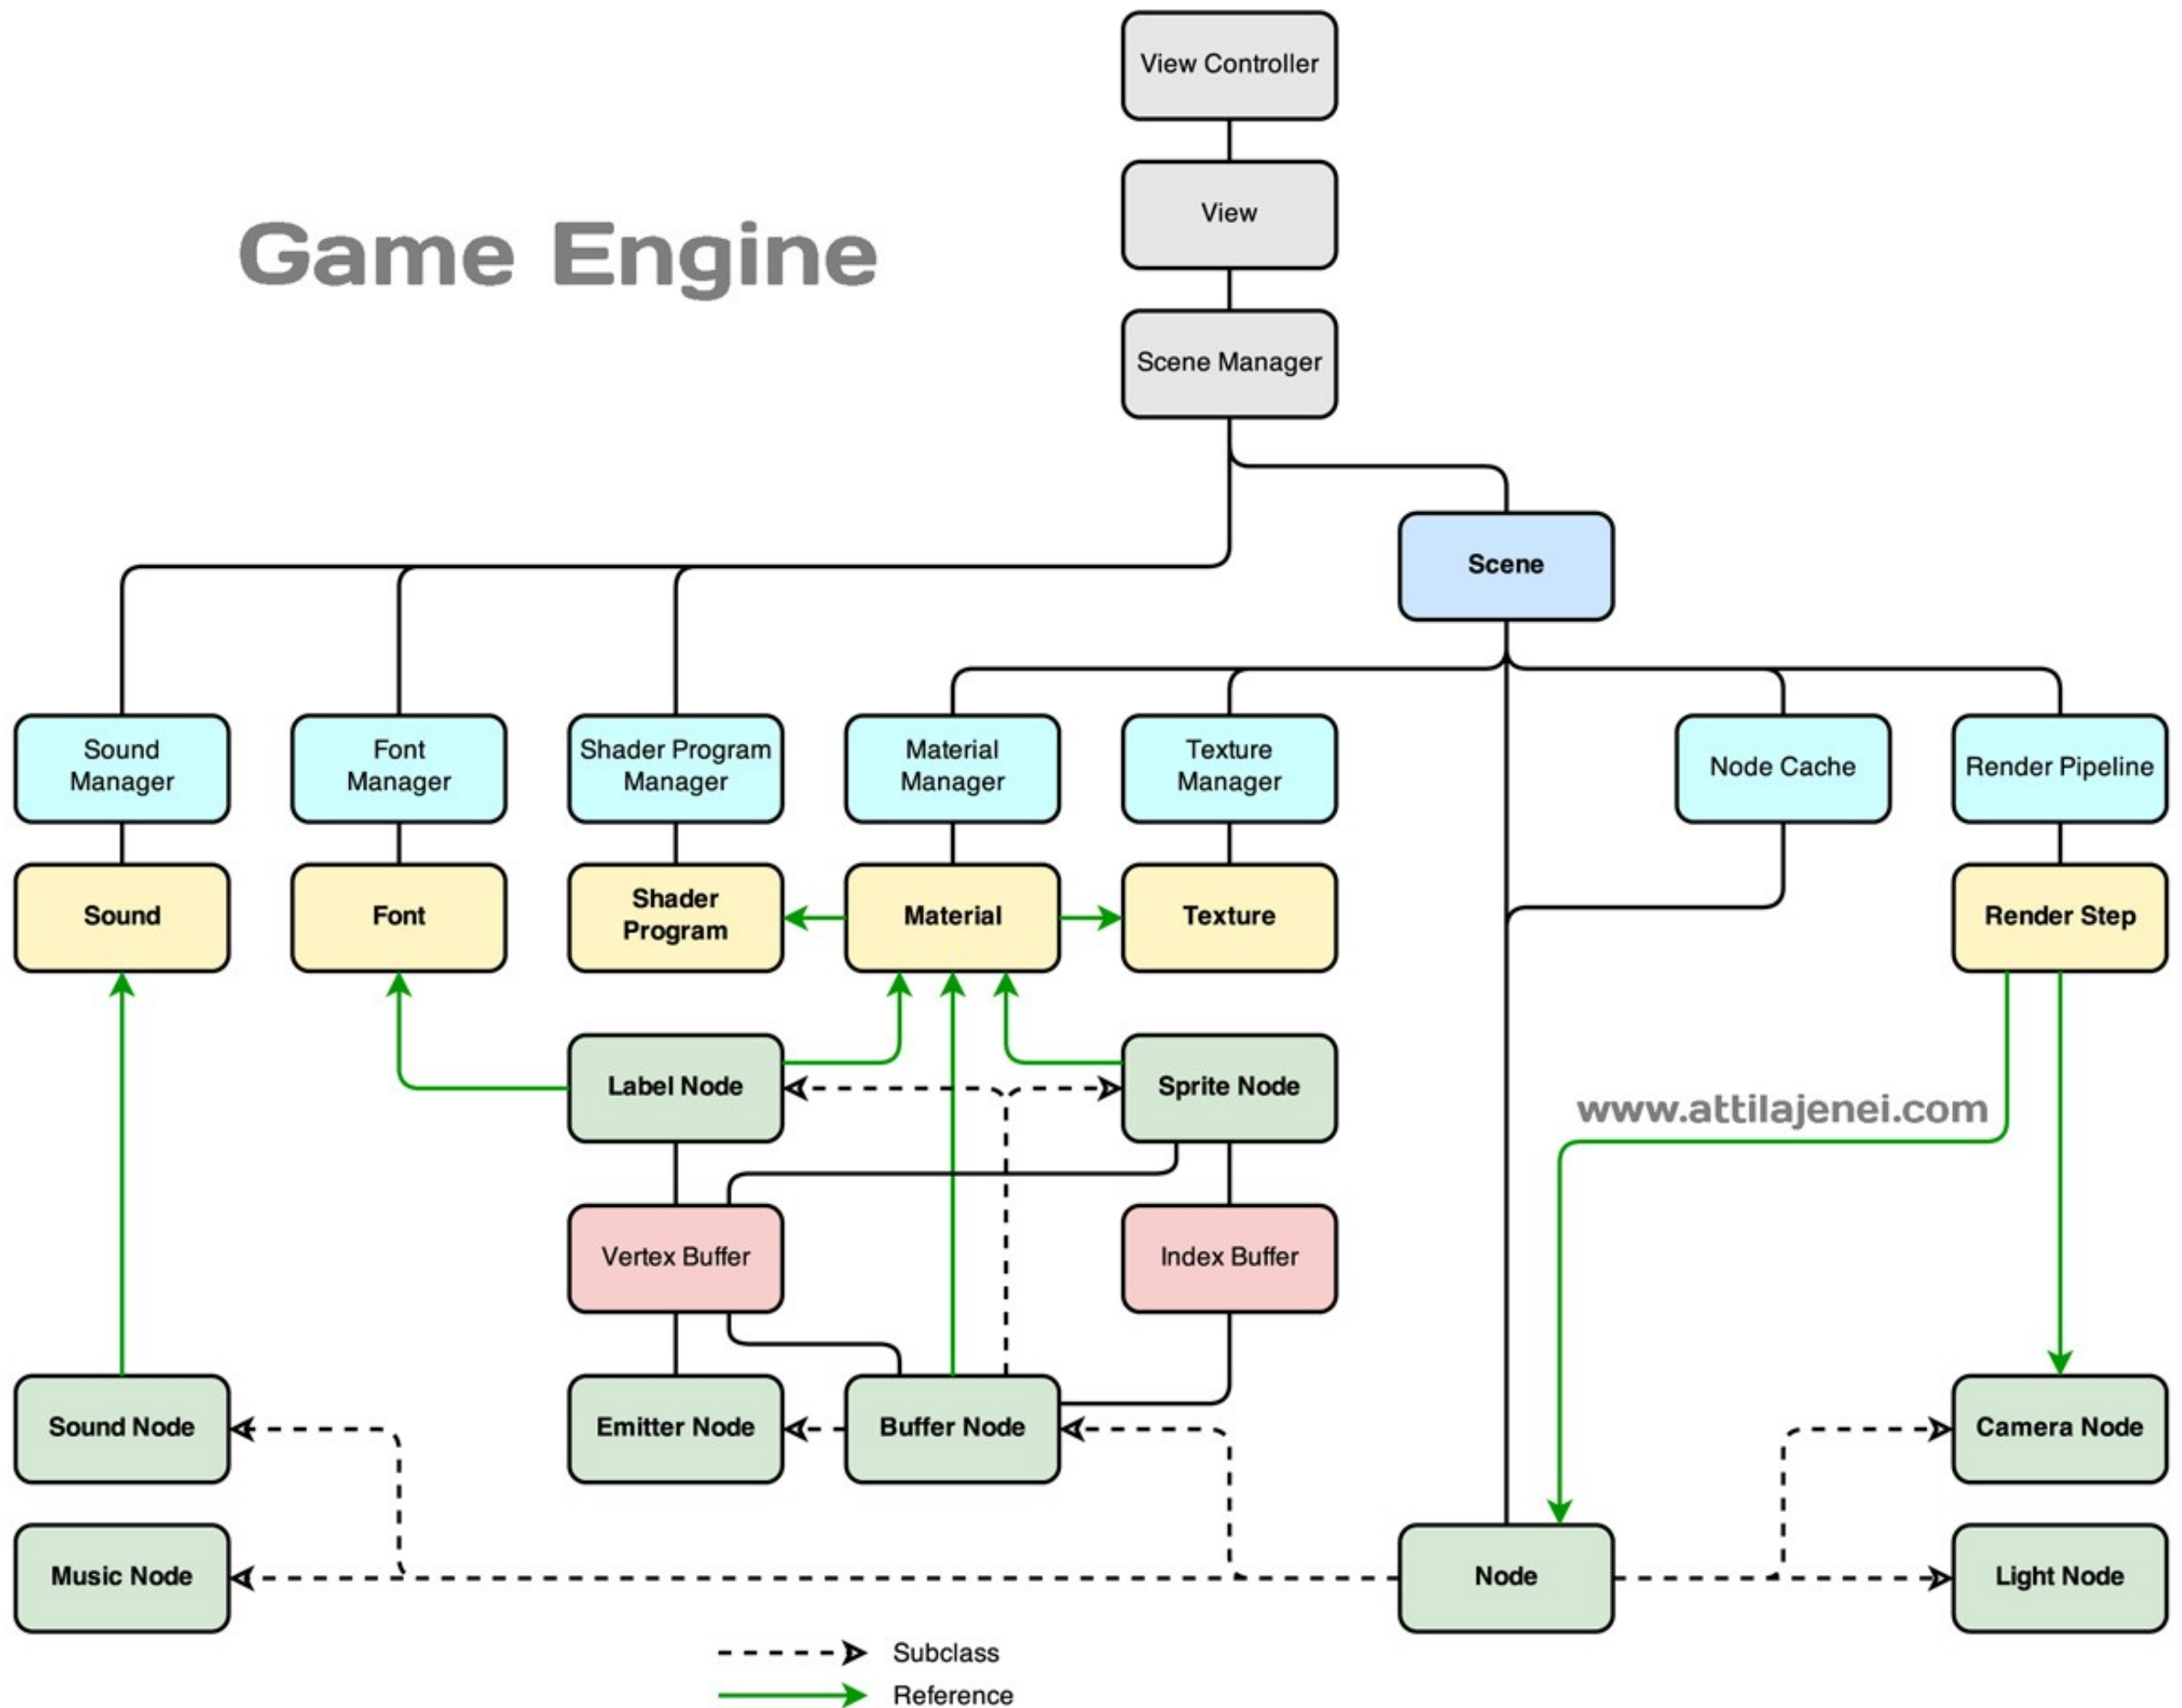 View Controller
View
Game Engine
Scene Manager
Scene
Sound
Manager
Font
Manager
Shader Program
Manager
Material
Manager
Texture
Manager
Node Cache
Render Pipeline
Sound
Font
Shader
Program
Material
Texture
Render Step
Label Node
Sprite Node
www.attilajenei.com
Vertex Buffer
Index Buffer
Sound Node
Emitter Node
Buffer Node
Camera Node
Music Node
Node
Light Node
Subclass
Reference